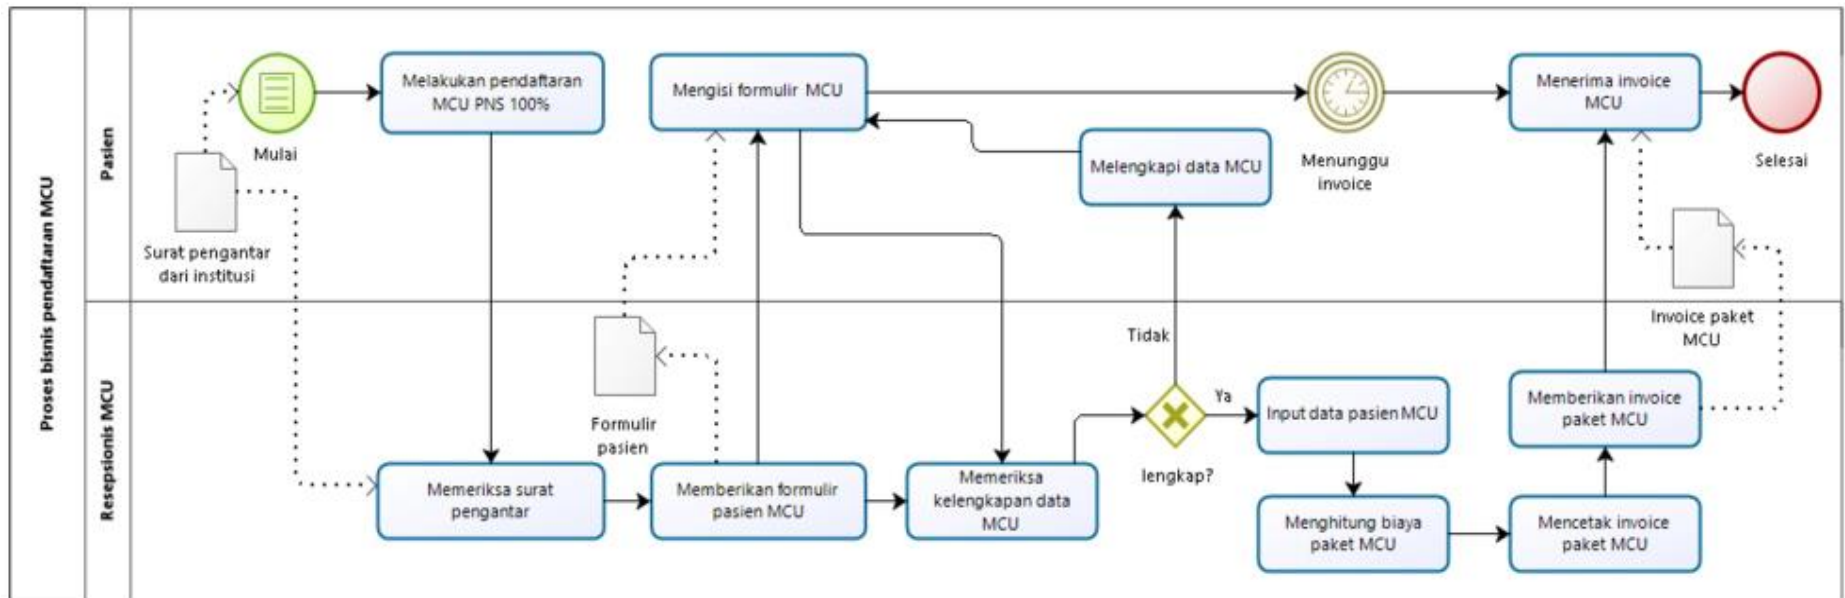 Proses bisnis pendaftaran MCU
Pasien
Mulai
Melakukan pendaftaran
MCU PNS 100%
Mengisi formulir MCU
Melengkapi data MCU
Menunggu
invoice
Menerima invoice
MCU
Selesai
Surat pengantar
dari institusi
Invoice paket
MCU
Resepsionis MCU
Formulir
pasien
Memeriksa surat
pengantar
Memberikan formulir
pasien MCU
Memeriksa
kelengkapan data
MCU
Tidak
Ya
lengkap?
Input data pasien MCU
Menghitung biaya
paket MCU
Mencetak invoice
paket MCU
Memberikan invoice
paket MCU